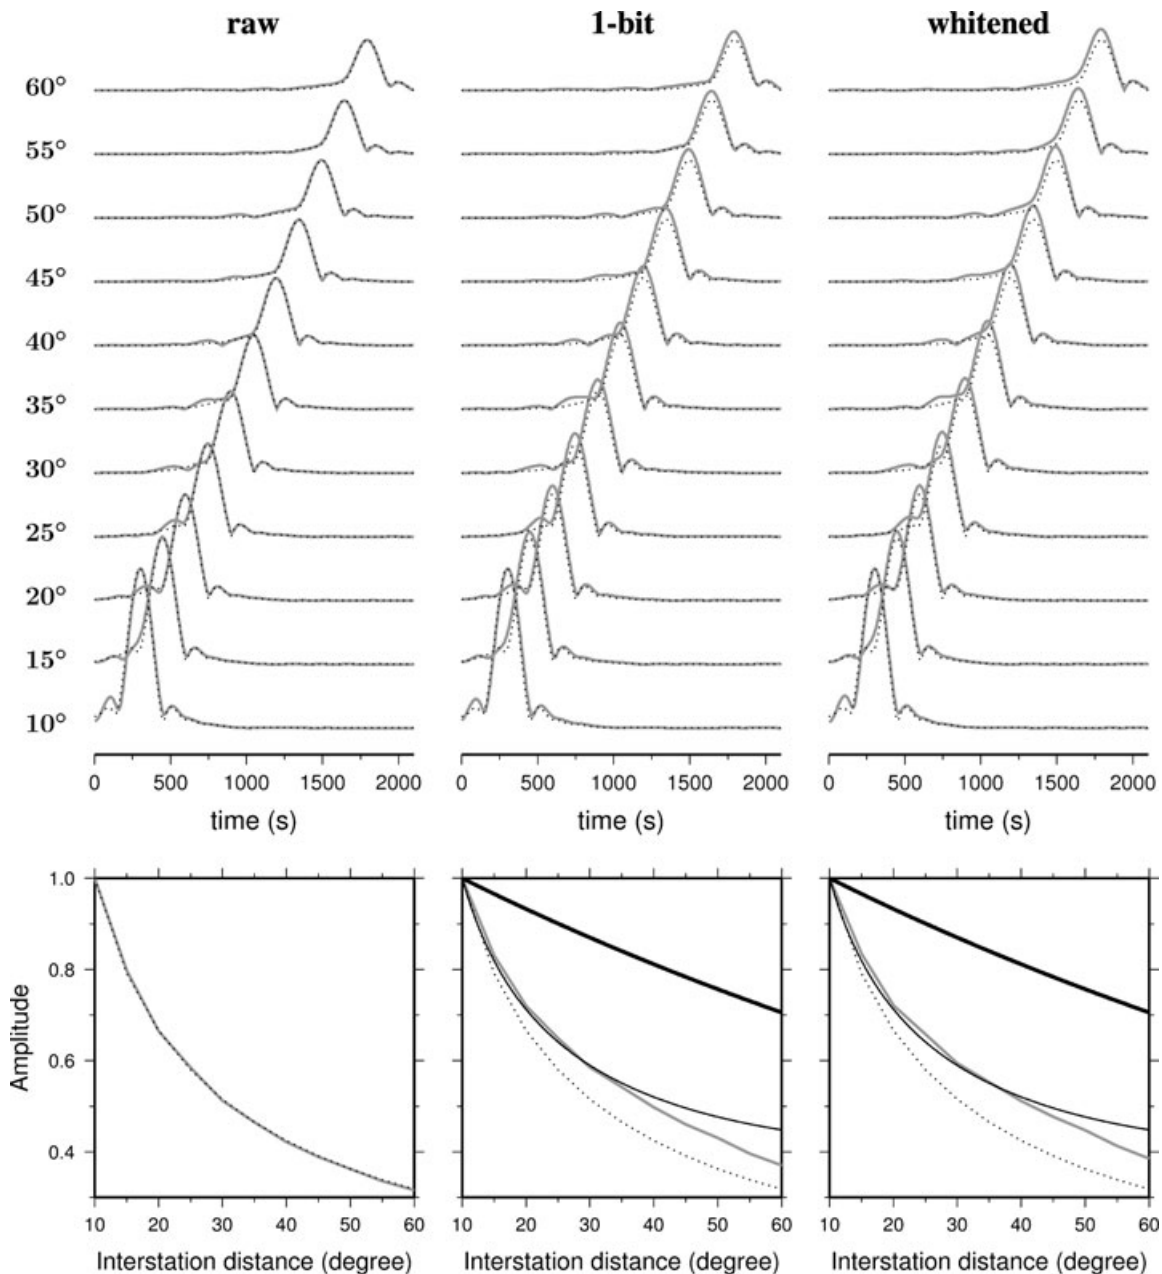 raw 1-bit whitened
60°
55°
50°
45°
40°
35°
30°
25°
20°
15°
10°
0 500 1000 1500 2000 0 500 1000 1500 2000 0 500 1000 1500 2000
time (s) time (s) time (s)
1.0
0.8
0.6
0.4
Amplitude
10 20 30 40 50 60 10 20 30 40 50 60 10 20 30 40 50 60
Interstation distance (degree) Interstation distance (degree) Interstation distance (degree)